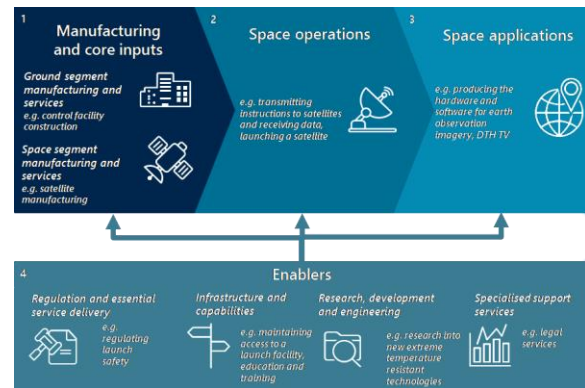 1
Manufacturing
and core inputs
Ground segment
manufacturing and
services
e.g. control facility
construction
Space segment
manufacturing and
services
e.g. satellite
manufacturing
2
Space operations
e.g. transmitting
instructions to satellites
and receiving data,
launching a satellite
3
Space applications
e.g. producing the
hardware and
software for earth
observation
imagery, DTH TV
4
Enablers
Regulation and essential
service delivery
e.g.
regulating
launch
safety
Infrastructure and
capabilities
e.g. maintaining
access to a
launch facility,
education and
training
Research, development
and engineering
e.g. research into
new extreme
temperature
resistant
technologies
Specialised support
services
e.g. legal
services